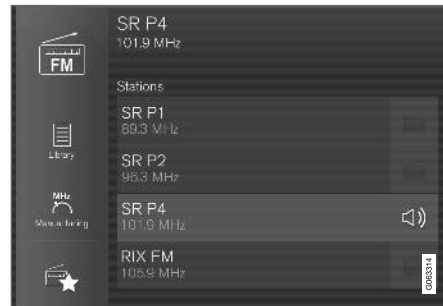 SR P4
101.9 MHz
FM
Stations
SR P1
89.3 MHz
Library
SR P2
96.3 MHz
MHz
Manual tuning
SR P4
101.9 MHz
RIX FM
105.9 MHz
G063314